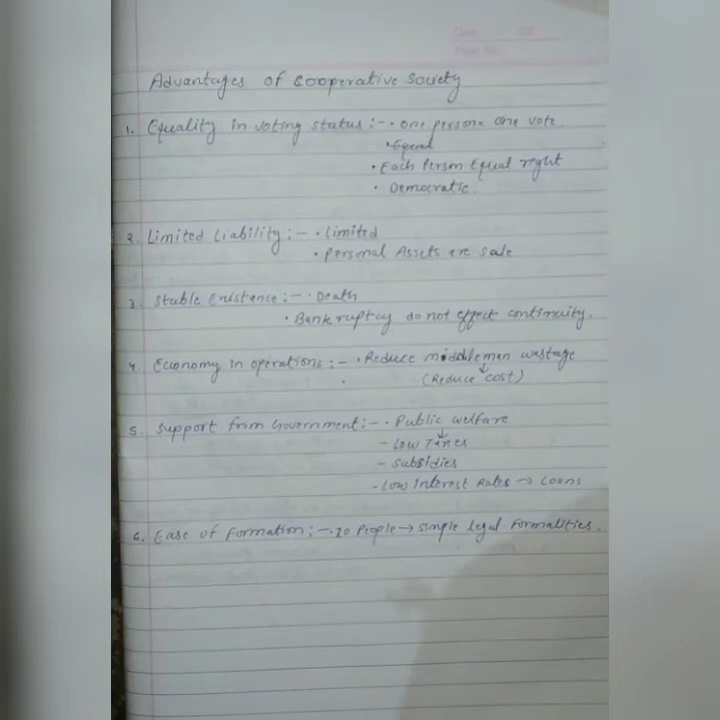 Advantages of Cooperative Society
1. Equality in voting status :- • one person one vote
• Equal
• Each Person Equal right
• Democratic.
2. Limited Liability :- • Limited
• Personal Assets are safe
3. Stable Existence :- • Death
• Bankruptcy do not effect continuity.
4. Economy in operations :- • Reduce middleman wastage
↓
(Reduce cost)
5. Support from Government :- • Public welfare
↓
- Low Taxes
- Subsidies
- Low Interest Rates → Loans
6. Ease of Formation :- • 10 People → simple legal Formalities.